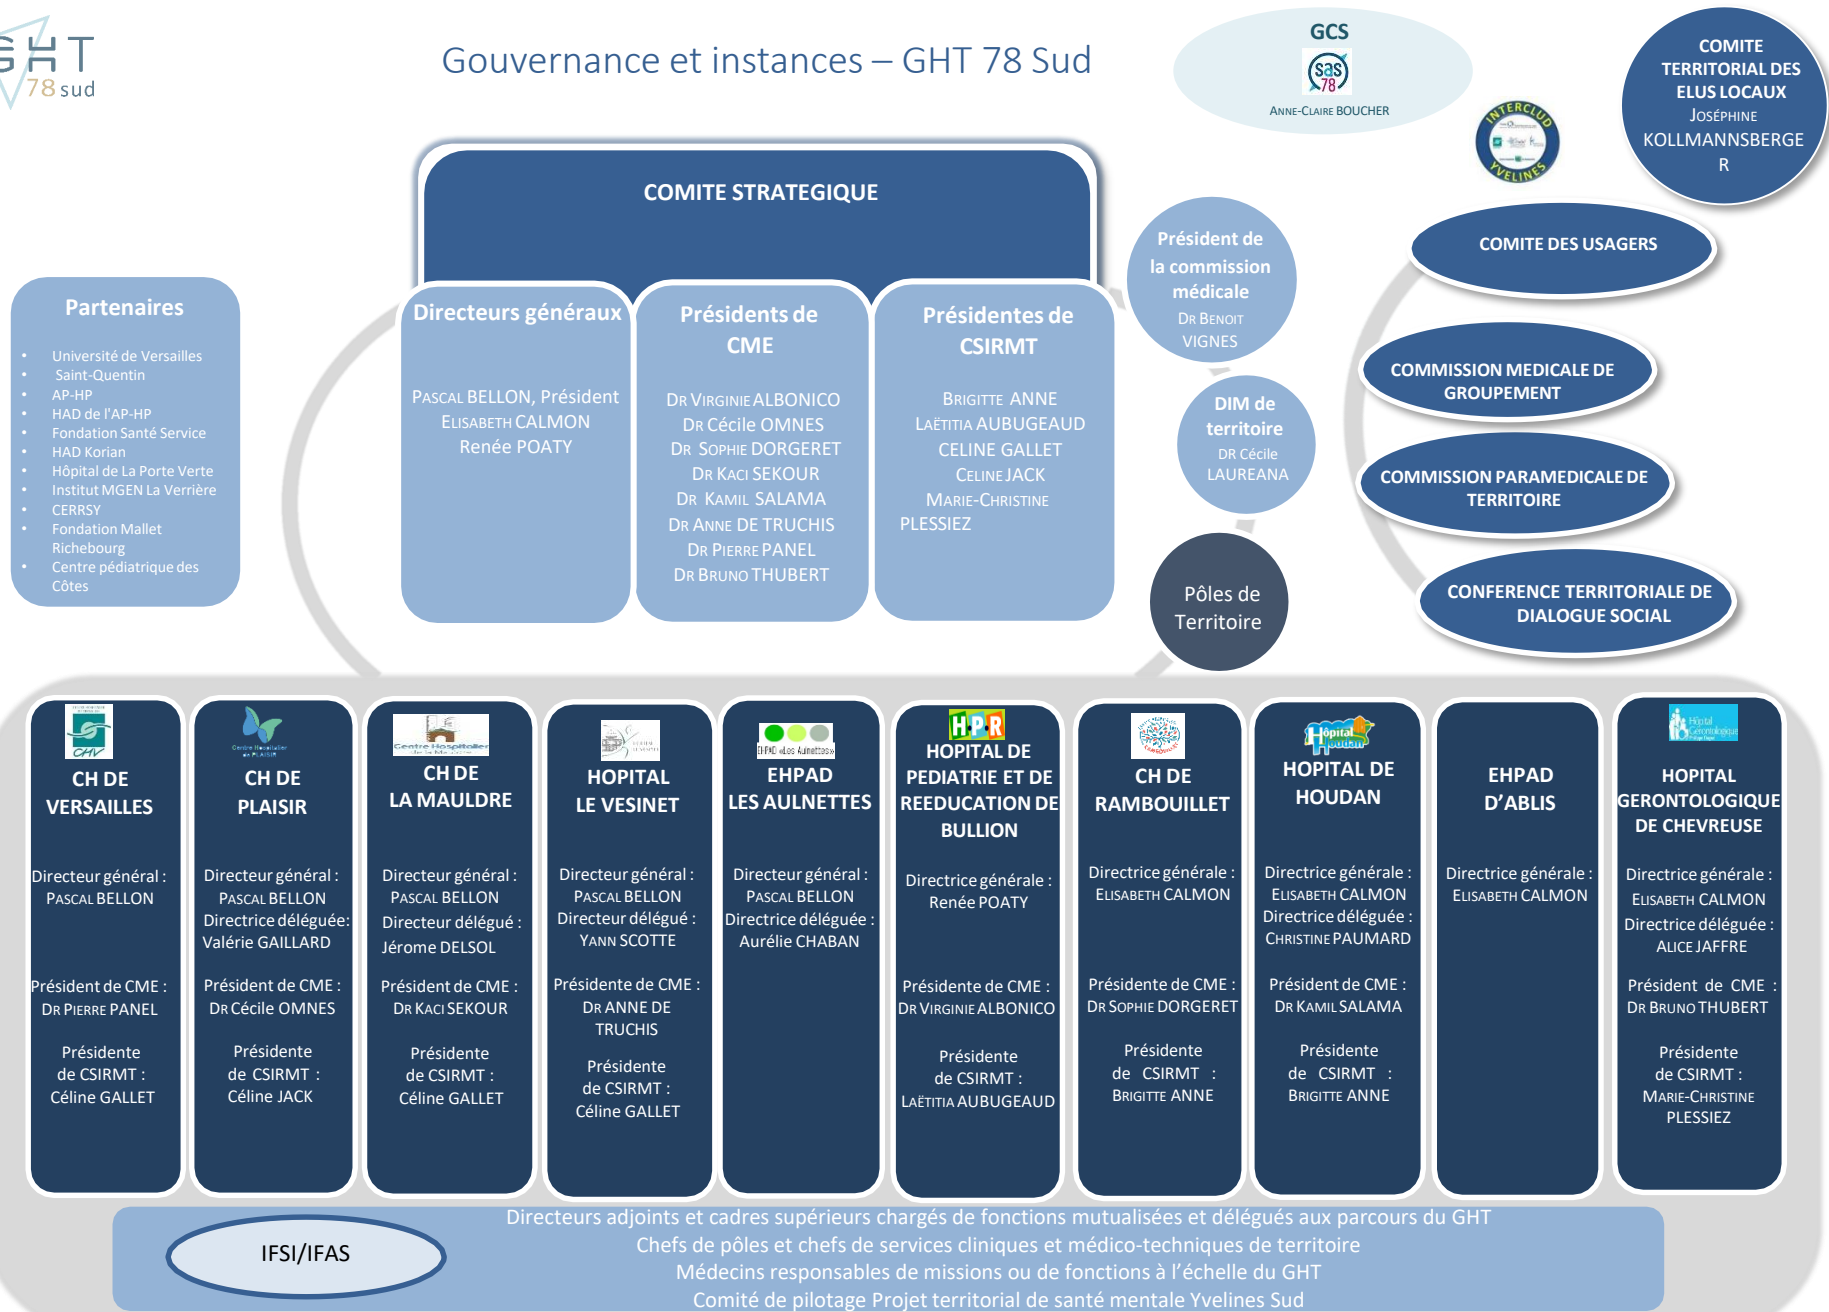 GHT
78 sud
Gouvernance et instances – GHT 78 Sud
GCS
sas
78
ANNE-CLAIRE BOUCHER
INTERCLUD
YVELINES
COMITE
TERRITORIAL DES
ELUS LOCAUX
JOSÉPHINE
KOLLMANNSBERGE
R
COMITE STRATEGIQUE
Partenaires
• Université de Versailles
• Saint-Quentin
• AP-HP
• HAD de l'AP-HP
• Fondation Santé Service
• HAD Korian
• Hôpital de La Porte Verte
• Institut MGEN La Verrière
• CERRSY
• Fondation Mallet
Richebourg
• Centre pédiatrique des
Côtes
Directeurs généraux
PASCAL BELLON, Président
ELISABETH CALMON
Renée POATY
Présidents de
CME
DR VIRGINIE ALBONICO
DR Cécile OMNES
DR SOPHIE DORGERET
DR KACI SEKOUR
DR KAMIL SALAMA
DR ANNE DE TRUCHIS
DR PIERRE PANEL
DR BRUNO THUBERT
Présidentes de
CSIRMT
BRIGITTE ANNE
LAËTITIA AUBUGEAUD
CELINE GALLET
CELINE JACK
MARIE-CHRISTINE
PLESSIEZ
Président de
la commission
médicale
DR BENOIT
VIGNES
DIM de
territoire
DR Cécile
LAUREANA
Pôles de
Territoire
COMITE DES USAGERS
COMMISSION MEDICALE DE
GROUPEMENT
COMMISSION PARAMEDICALE DE
TERRITOIRE
CONFERENCE TERRITORIALE DE
DIALOGUE SOCIAL
CHV
CH DE
VERSAILLES
Directeur général :
PASCAL BELLON
Président de CME :
DR PIERRE PANEL
Présidente
de CSIRMT :
Céline GALLET
Centre Hospitalier
de PLAISIR
CH DE
PLAISIR
Directeur général :
PASCAL BELLON
Directrice déléguée:
Valérie GAILLARD
Président de CME :
DR Cécile OMNES
Présidente
de CSIRMT :
Céline JACK
Centre Hospitalier
de la Mauldre
CH DE
LA MAULDRE
Directeur général :
PASCAL BELLON
Directeur délégué :
Jérome DELSOL
Président de CME :
DR KACI SEKOUR
Présidente
de CSIRMT :
Céline GALLET
HOPITAL
LE VESINET
Directeur général :
PASCAL BELLON
Directeur délégué :
YANN SCOTTE
Présidente de CME :
DR ANNE DE
TRUCHIS
Présidente
de CSIRMT :
Céline GALLET
EHPAD «Les Aulnettes»
EHPAD
LES AULNETTES
Directeur général :
PASCAL BELLON
Directrice déléguée :
Aurélie CHABAN
HPR
HOPITAL DE
PEDIATRIE ET DE
REEDUCATION DE
BULLION
Directrice générale :
Renée POATY
Présidente de CME :
DR VIRGINIE ALBONICO
Présidente
de CSIRMT :
LAËTITIA AUBUGEAUD
CH DE
RAMBOUILLET
Directrice générale :
ELISABETH CALMON
Présidente de CME :
DR SOPHIE DORGERET
Présidente
de CSIRMT :
BRIGITTE ANNE
Hôpital
Houdan
HOPITAL DE
HOUDAN
Directrice générale :
ELISABETH CALMON
Directrice déléguée :
CHRISTINE PAUMARD
Président de CME :
DR KAMIL SALAMA
Présidente
de CSIRMT :
BRIGITTE ANNE
EHPAD
D’ABLIS
Directrice générale :
ELISABETH CALMON
Hôpital
Gérontologique
HOPITAL
GERONTOLOGIQUE
DE CHEVREUSE
Directrice générale :
ELISABETH CALMON
Directrice déléguée :
ALICE JAFFRE
Président de CME :
DR BRUNO THUBERT
Présidente
de CSIRMT :
MARIE-CHRISTINE
PLESSIEZ
IFSI/IFAS
Directeurs adjoints et cadres supérieurs chargés de fonctions mutualisées et délégués aux parcours du GHT
Chefs de pôles et chefs de services cliniques et médico-techniques de territoire
Médecins responsables de missions ou de fonctions à l’échelle du GHT
Comité de pilotage Projet territorial de santé mentale Yvelines Sud